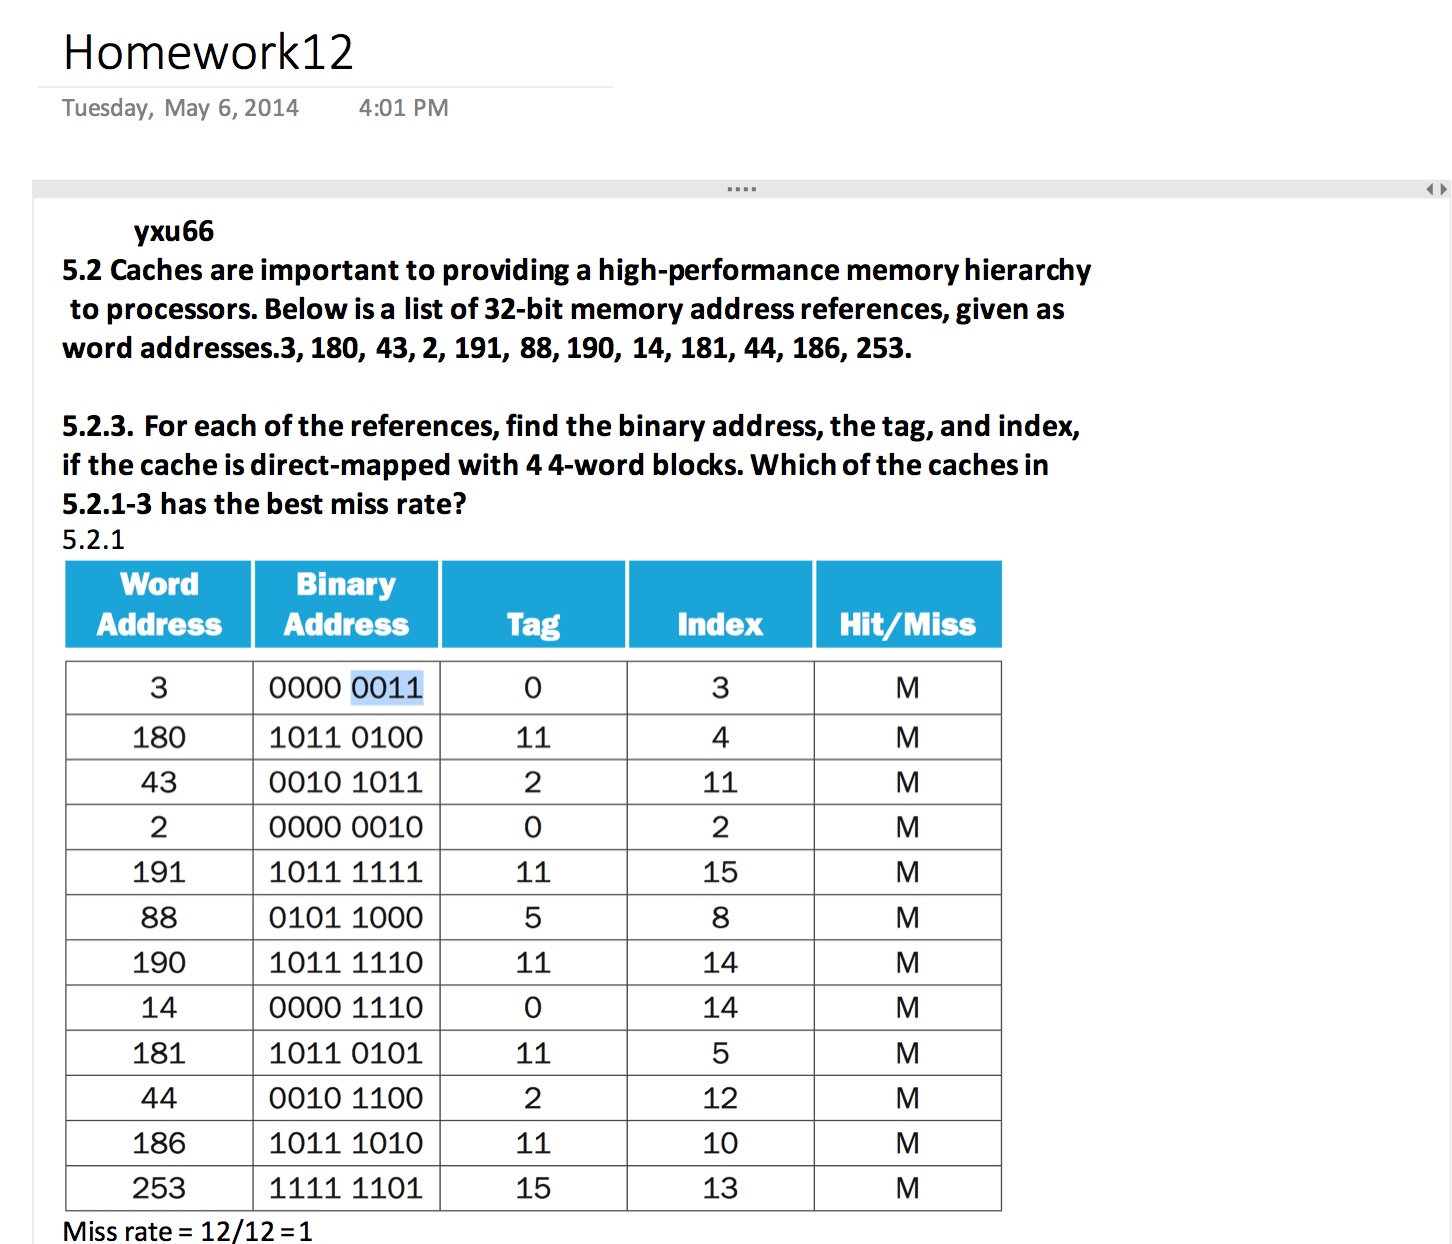 Homework12
Tuesday, May 6, 2014 4:01 PM
yxu66
5.2 Caches are important to providing a high-performance memory hierarchy
to processors. Below is a list of 32-bit memory address references, given as
word addresses.3, 180, 43, 2, 191, 88, 190, 14, 181, 44, 186, 253.
5.2.3. For each of the references, find the binary address, the tag, and index,
if the cache is direct-mapped with 4 4-word blocks. Which of the caches in
5.2.1-3 has the best miss rate?
5.2.1
Word Address Binary Address Tag Index Hit/Miss
3 0000 0011 0 3 M
180 1011 0100 11 4 M
43 0010 1011 2 11 M
2 0000 0010 0 2 M
191 1011 1111 11 15 M
88 0101 1000 5 8 M
190 1011 1110 11 14 M
14 0000 1110 0 14 M
181 1011 0101 11 5 M
44 0010 1100 2 12 M
186 1011 1010 11 10 M
253 1111 1101 15 13 M
Miss rate = 12/12 =1